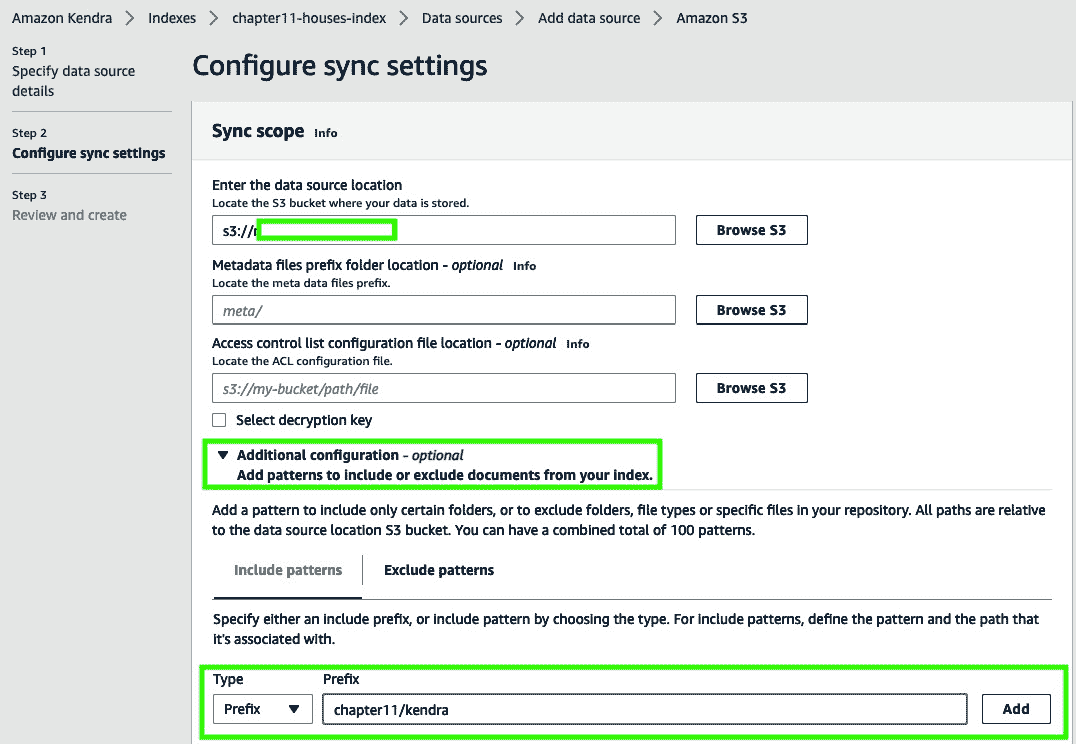 Amazon Kendra > Indexes > chapter11-houses-index > Data sources > Add data source > Amazon S3
Step 1
Specify data source
details
Step 2
Configure sync settings
Step 3
Review and create
Configure sync settings
Sync scope Info
Enter the data source location
Locate the S3 bucket where your data is stored.
s3:// Browse S3
Metadata files prefix folder location - optional Info
Locate the meta data files prefix.
meta/ Browse S3
Access control list configuration file location - optional Info
Locate the ACL configuration file.
s3://my-bucket/path/file Browse S3
Select decryption key
Additional configuration - optional
Add patterns to include or exclude documents from your index.
Add a pattern to include only certain folders, or to exclude folders, file types or specific files in your repository. All paths are relative
to the data source location S3 bucket. You can have a combined total of 100 patterns.
Include patterns Exclude patterns
Specify either an include prefix, or include pattern by choosing the type. For include patterns, define the pattern and the path that
it's associated with.
Type Prefix
Prefix chapter11/kendra Add